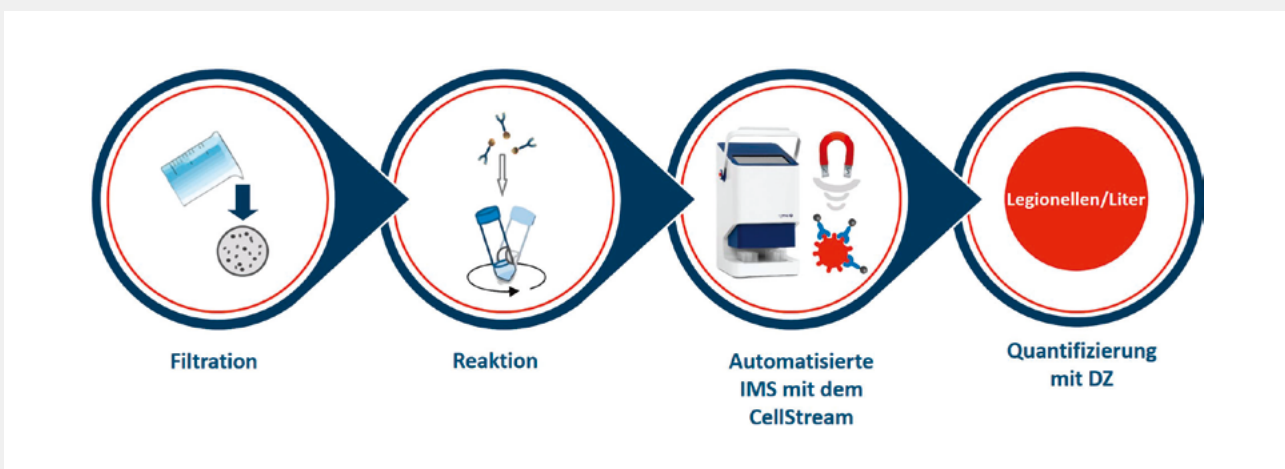 Legionellen/Liter
Filtration
Reaktion
Automatisierte
IMS mit dem
CellStream
Quantifizierung
mit DZ